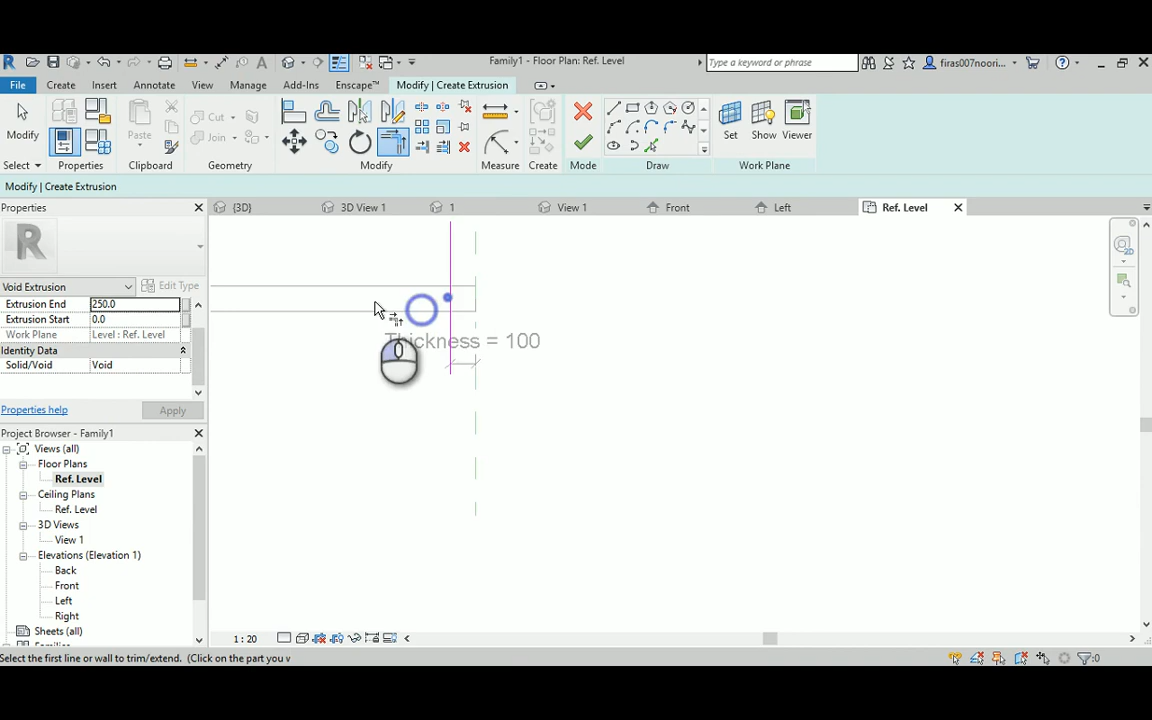 Family1 - Floor Plan: Ref. Level
Type a keyword or phrase
firas007noori...
File Create Insert Annotate View Manage Add-Ins Enscape™ Modify | Create Extrusion
Modify
Paste
Cut
Join
Set Show Viewer
Select Properties Clipboard Geometry Modify Measure Create Mode Draw Work Plane
Modify | Create Extrusion
Properties
{3D} 3D View 1 1 View 1 Front Left Ref. Level
R
Void Extrusion Edit Type
Extrusion End 250.0
Extrusion Start 0.0
Work Plane Level : Ref. Level
Identity Data
Solid/Void Void
Properties help Apply
Thickness = 100
Project Browser - Family1
Views (all)
Floor Plans
Ref. Level
Ceiling Plans
Ref. Level
3D Views
View 1
Elevations (Elevation 1)
Back
Front
Left
Right
Sheets (all)
1 : 20
Select the first line or wall to trim/extend. (Click on the part you v
:0